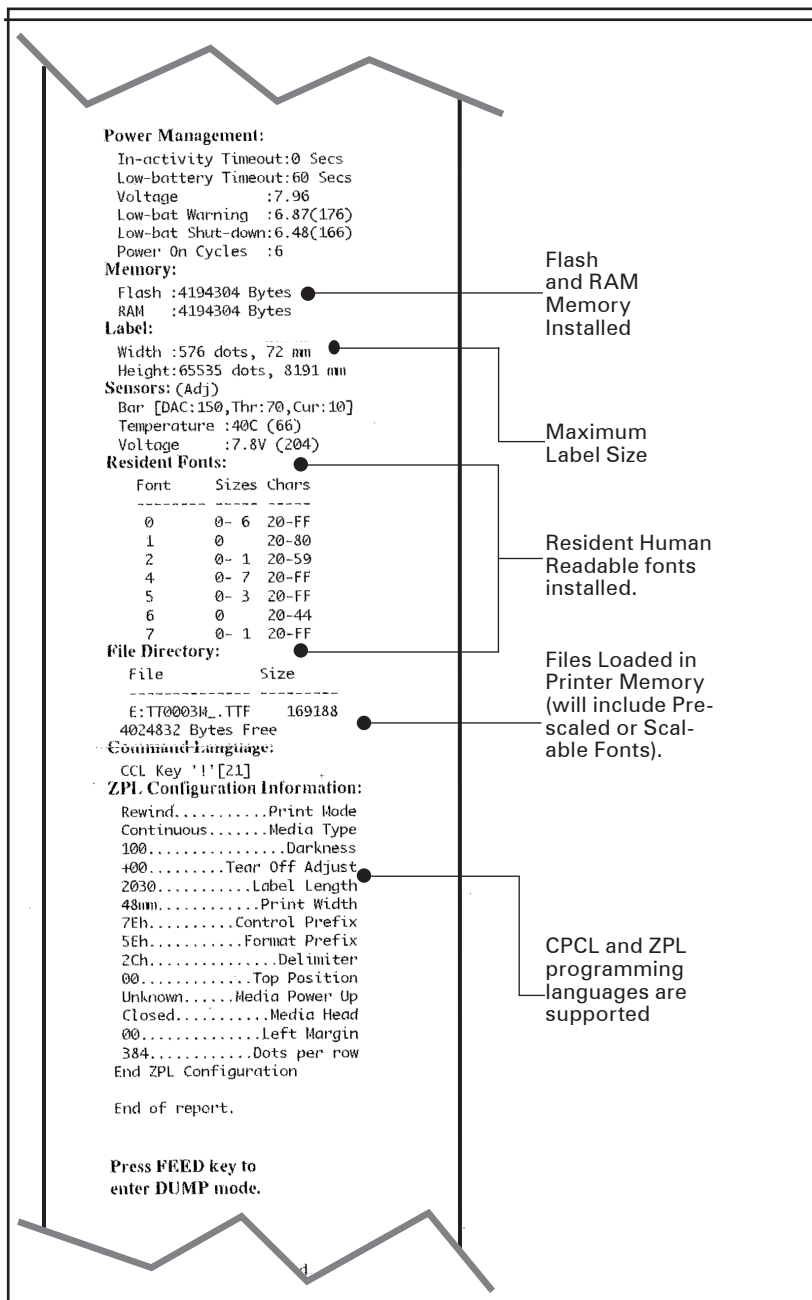 Power Management:
In-activity Timeout:0 Secs
Low-battery Timeout:60 Secs
Voltage :7.96
Low-bat Warning :6.87(176)
Low-bat Shut-down:6.48(166)
Power On Cycles :6
Memory:
Flash :4194304 Bytes
RAM :4194304 Bytes
Label:
Width :576 dots, 72 mm
Height:65535 dots, 8191 mm
Sensors: (Adj)
Bar [DAC:150,Thr:70,Cur:10]
Temperature :40C (66)
Voltage :7.8V (204)
Resident Fonts:
Font Sizes Chars
-------- ----- -----
0 0- 6 20-FF
1 0 20-80
2 0- 1 20-59
4 0- 7 20-FF
5 0- 3 20-FF
6 0 20-44
7 0- 1 20-FF
File Directory:
File Size
-------------- ---------
E:TT0003M_.TTF 169188
4024832 Bytes Free
Command Language:
CCL Key '!'[21]
ZPL Configuration Information:
Rewind...........Print Mode
Continuous.......Media Type
100................Darkness
+00.........Tear Off Adjust
2030...........Label Length
48mm............Print Width
7Eh..........Control Prefix
5Eh...........Format Prefix
2Ch...............Delimiter
00.............Top Position
Unknown......Media Power Up
Closed...........Media Head
00..............Left Margin
384............Dots per row
End ZPL Configuration
End of report.
Press FEED key to
enter DUMP mode.
Flash
and RAM
Memory
Installed
Maximum
Label Size
Resident Human
Readable fonts
installed.
Files Loaded in
Printer Memory
(will include Pre-
scaled or Scal-
able Fonts).
CPCL and ZPL
programming
languages are
supported